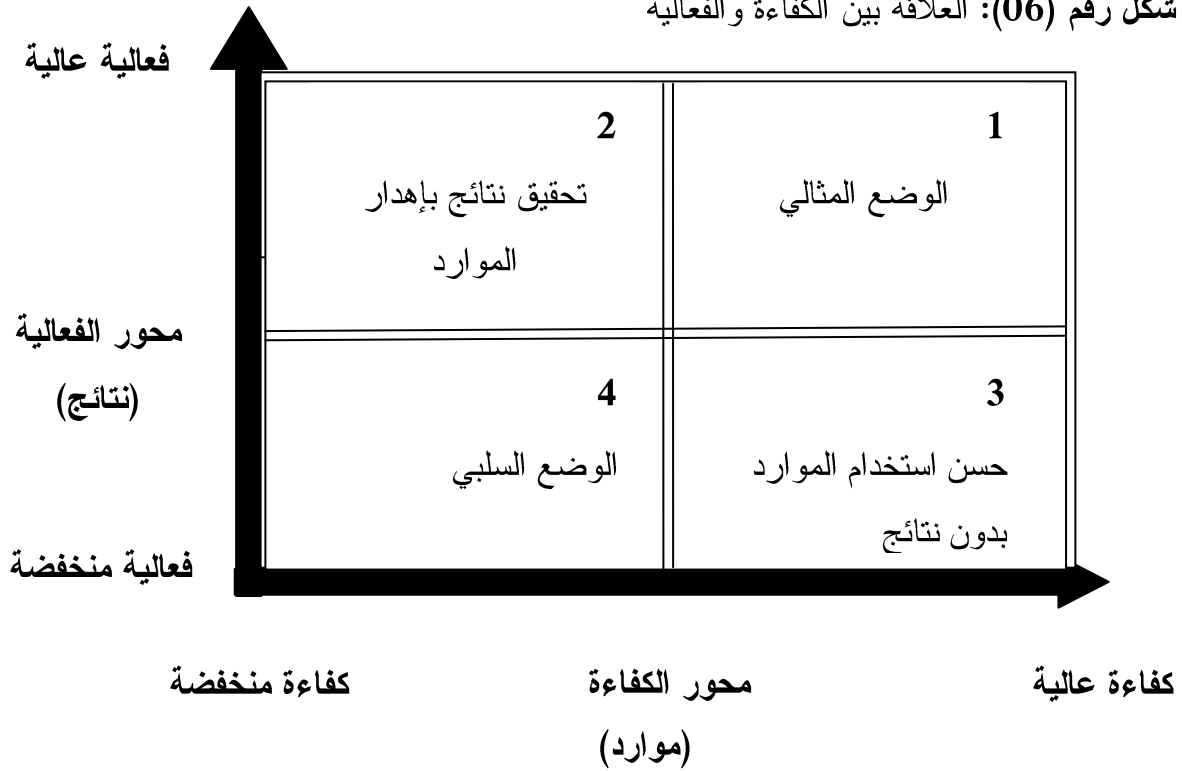 شكل رقم (06): العلاقة بين الكفاءة والفعالية
فعالية عالية
1
الوضع المثالي
2
تحقيق نتائج بإهدار
الموارد
محور الفعالية
(نتائج)
3
حسن استخدام الموارد
بدون نتائج
4
الوضع السلبي
فعالية منخفضة
كفاءة عالية
محور الكفاءة
(موارد)
كفاءة منخفضة